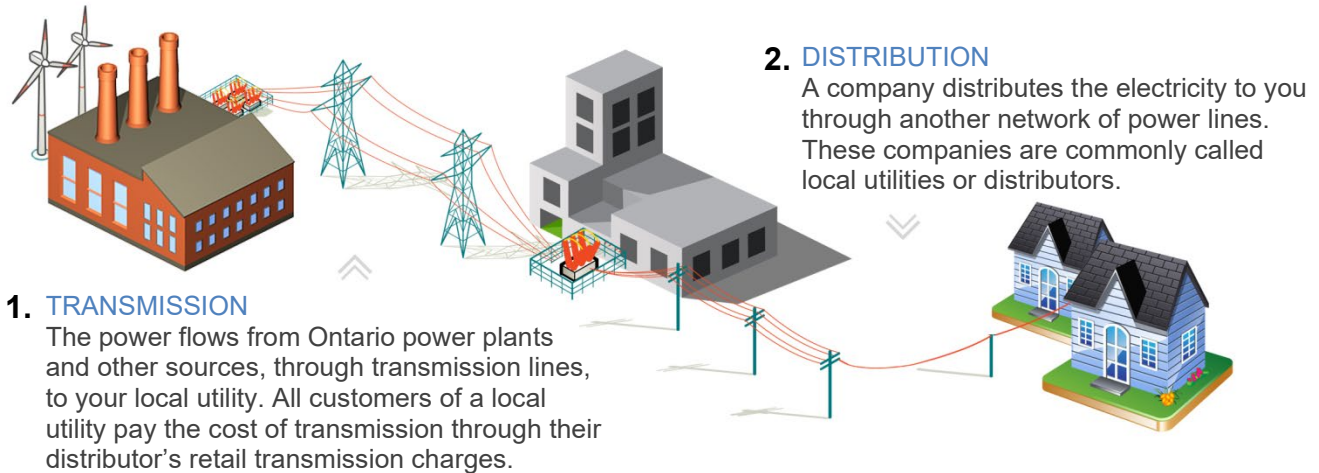 1. TRANSMISSION
The power flows from Ontario power plants
and other sources, through transmission lines,
to your local utility. All customers of a local
utility pay the cost of transmission through their
distributor’s retail transmission charges.
2. DISTRIBUTION
A company distributes the electricity to you
through another network of power lines.
These companies are commonly called
local utilities or distributors.